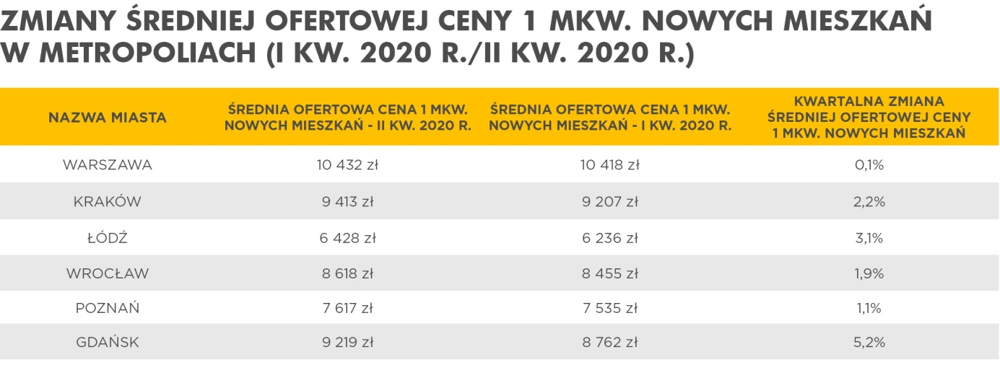 ZMIANY ŚREDNIEJ OFERTOWEJ CENY 1 MKW. NOWYCH MIESZKAŃ
W METROPOLIACH (I KW. 2020 R./II KW. 2020 R.)
NAZWA MIASTA
ŚREDNIA OFERTOWA CENA 1 MKW.
NOWYCH MIESZKAŃ - II KW. 2020 R.
ŚREDNIA OFERTOWA CENA 1 MKW.
NOWYCH MIESZKAŃ - I KW. 2020 R.
KWARTALNA ZMIANA
ŚREDNIEJ OFERTOWEJ CENY
1 MKW. NOWYCH MIESZKAŃ
WARSZAWA 10 432 zł 10 418 zł 0,1%
KRAKÓW 9 413 zł 9 207 zł 2,2%
ŁÓDŹ 6 428 zł 6 236 zł 3,1%
WROCŁAW 8 618 zł 8 455 zł 1,9%
POZNAŃ 7 617 zł 7 535 zł 1,1%
GDAŃSK 9 219 zł 8 762 zł 5,2%